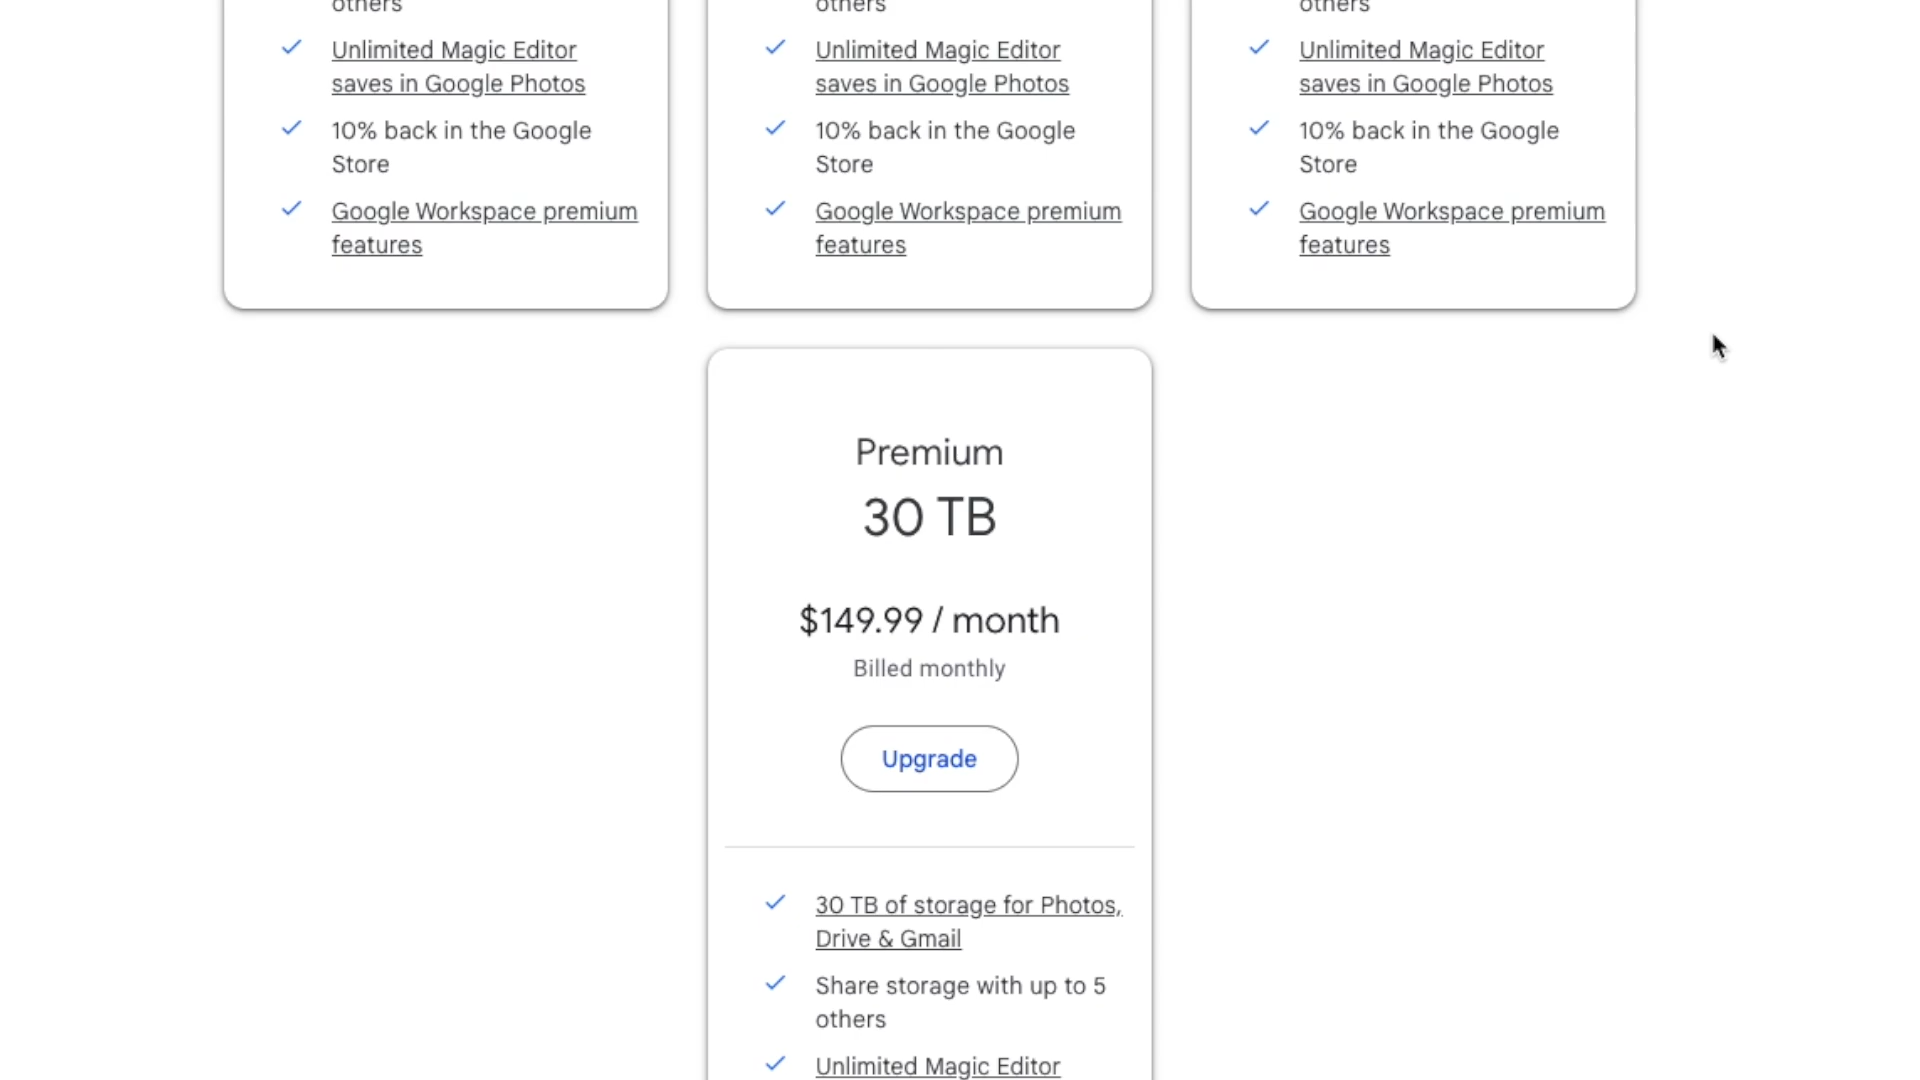 others
Unlimited Magic Editor
saves in Google Photos
10% back in the Google
Store
Google Workspace premium
features
others
Unlimited Magic Editor
saves in Google Photos
10% back in the Google
Store
Google Workspace premium
features
others
Unlimited Magic Editor
saves in Google Photos
10% back in the Google
Store
Google Workspace premium
features
Premium
30 TB
$149.99 / month
Billed monthly
Upgrade
30 TB of storage for Photos,
Drive & Gmail
Share storage with up to 5
others
Unlimited Magic Editor